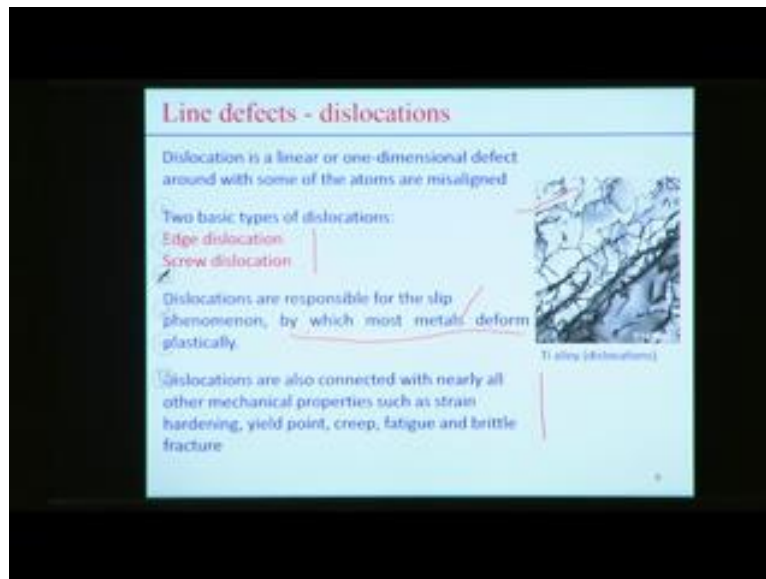 Line defects - dislocations
Dislocation is a linear or one-dimensional defect
around with some of the atoms are misaligned
Two basic types of dislocations:
Edge dislocation
Screw dislocation
Dislocations are responsible for the slip
phenomenon, by which most metals deform
plastically.
Dislocations are also connected with nearly all
other mechanical properties such as strain
hardening, yield point, creep, fatigue and brittle
fracture
Ti alloy (dislocations)